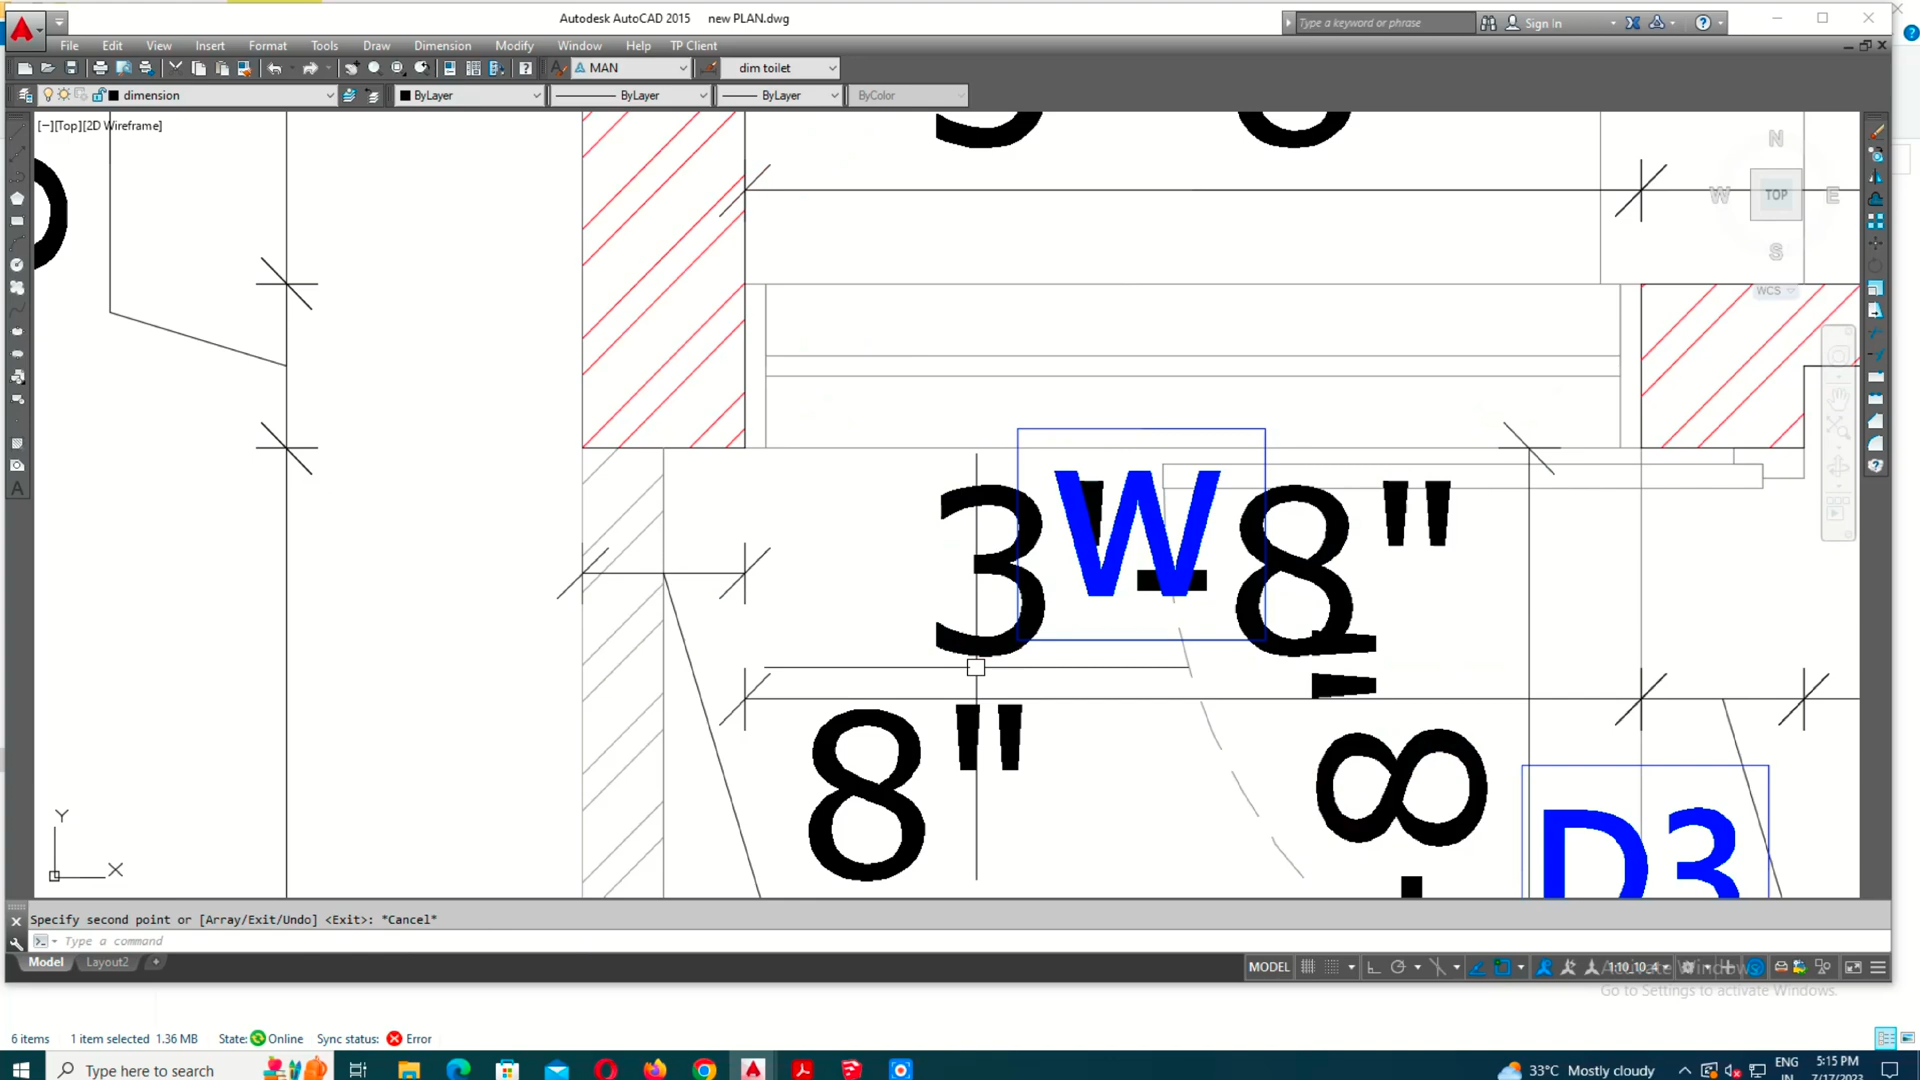 Autodesk AutoCAD 2015 new PLAN.dwg
Type a keyword or phrase
Sign In
File Edit View Insert Format Tools Draw Dimension Modify Window Help TP Client
MAN
dim toilet
dimension
ByLayer
ByLayer
ByLayer
ByColor
[−][Top][2D Wireframe]
N
W TOP E
S
WCS
3'-8"
W
8"
D3
Y
X
Specify second point or [Array/Exit/Undo] <Exit>: *Cancel*
Type a command
Model Layout2 +
MODEL
Activate Windows
Go to Settings to activate Windows.
6 items 1 item selected 1.36 MB State: Online Sync status: Error
Type here to search
33°C Mostly cloudy
ENG
IN
5:15 PM